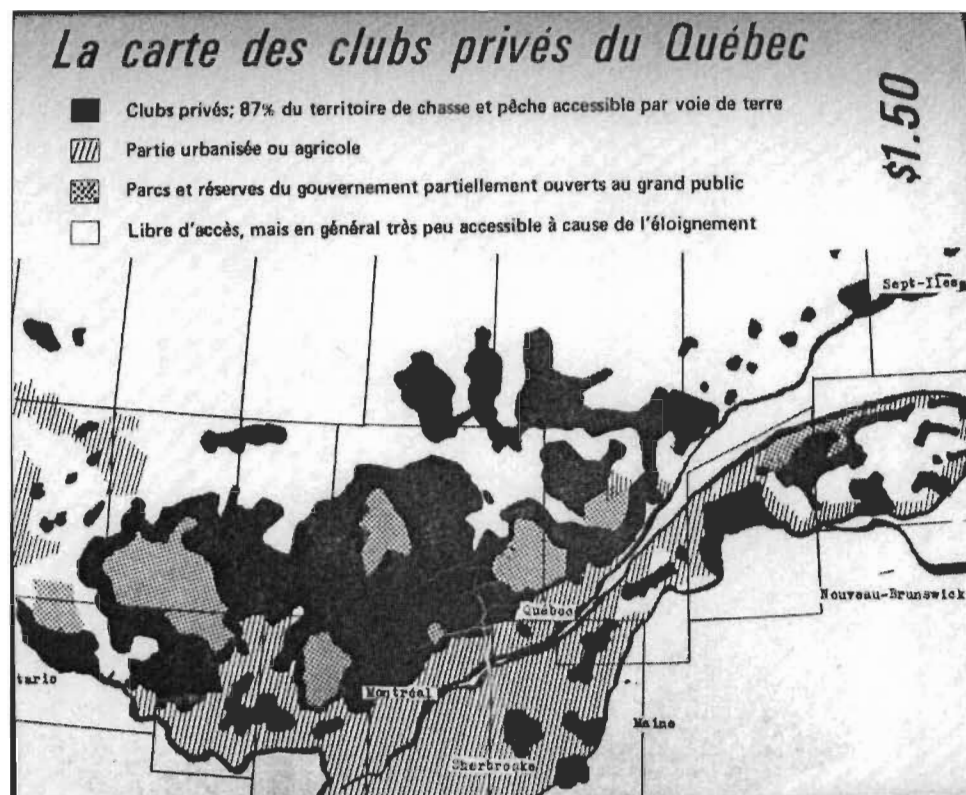 La carte des clubs privés du Québec
$1.50
Clubs privés; 87% du territoire de chasse et pêche accessible par voie de terre
Partie urbanisée ou agricole
Parcs et réserves du gouvernement partiellement ouverts au grand public
Libre d'accès, mais en général très peu accessible à cause de l'éloignement
Sept-Iles
Nouveau-Brunswick
Québec
tario
Montréal
Maine
Sherbrooke